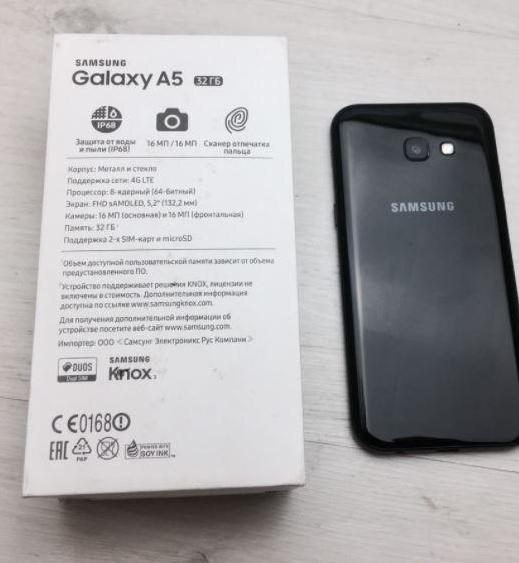 SAMSUNG
Galaxy A5 32 ГБ
IP68
Защита от воды
и пыли (IP68)
16 МП / 16 МП
Сканер отпечатка
пальца
Корпус: Металл и стекло
Поддержка сети: 4G LTE
Процессор: 8-ядерный (64-битный)
Экран: FHD sAMOLED, 5,2" (132,2 мм)
Камеры: 16 МП (основная) и 16 МП (фронтальная)
Память: 32 ГБ
Поддержка 2-х SIM-карт и microSD
Объем доступной пользовательской памяти зависит от объема
предустановленного ПО.
Устройство поддерживает решения KNOX, лицензии не
включены в стоимость. Дополнительная информация
доступна по ссылке www.samsungknox.com.
Для получения дополнительной информации об
устройстве посетите веб-сайт www.samsung.com.
Импортер: ООО <Самсунг Электроникс Рус Компани>
DUOS
Dual SIM
SAMSUNG
Knox
CE0168
EAC
21
PAP
PRINTED WITH
SOY INK
SAMSUNG